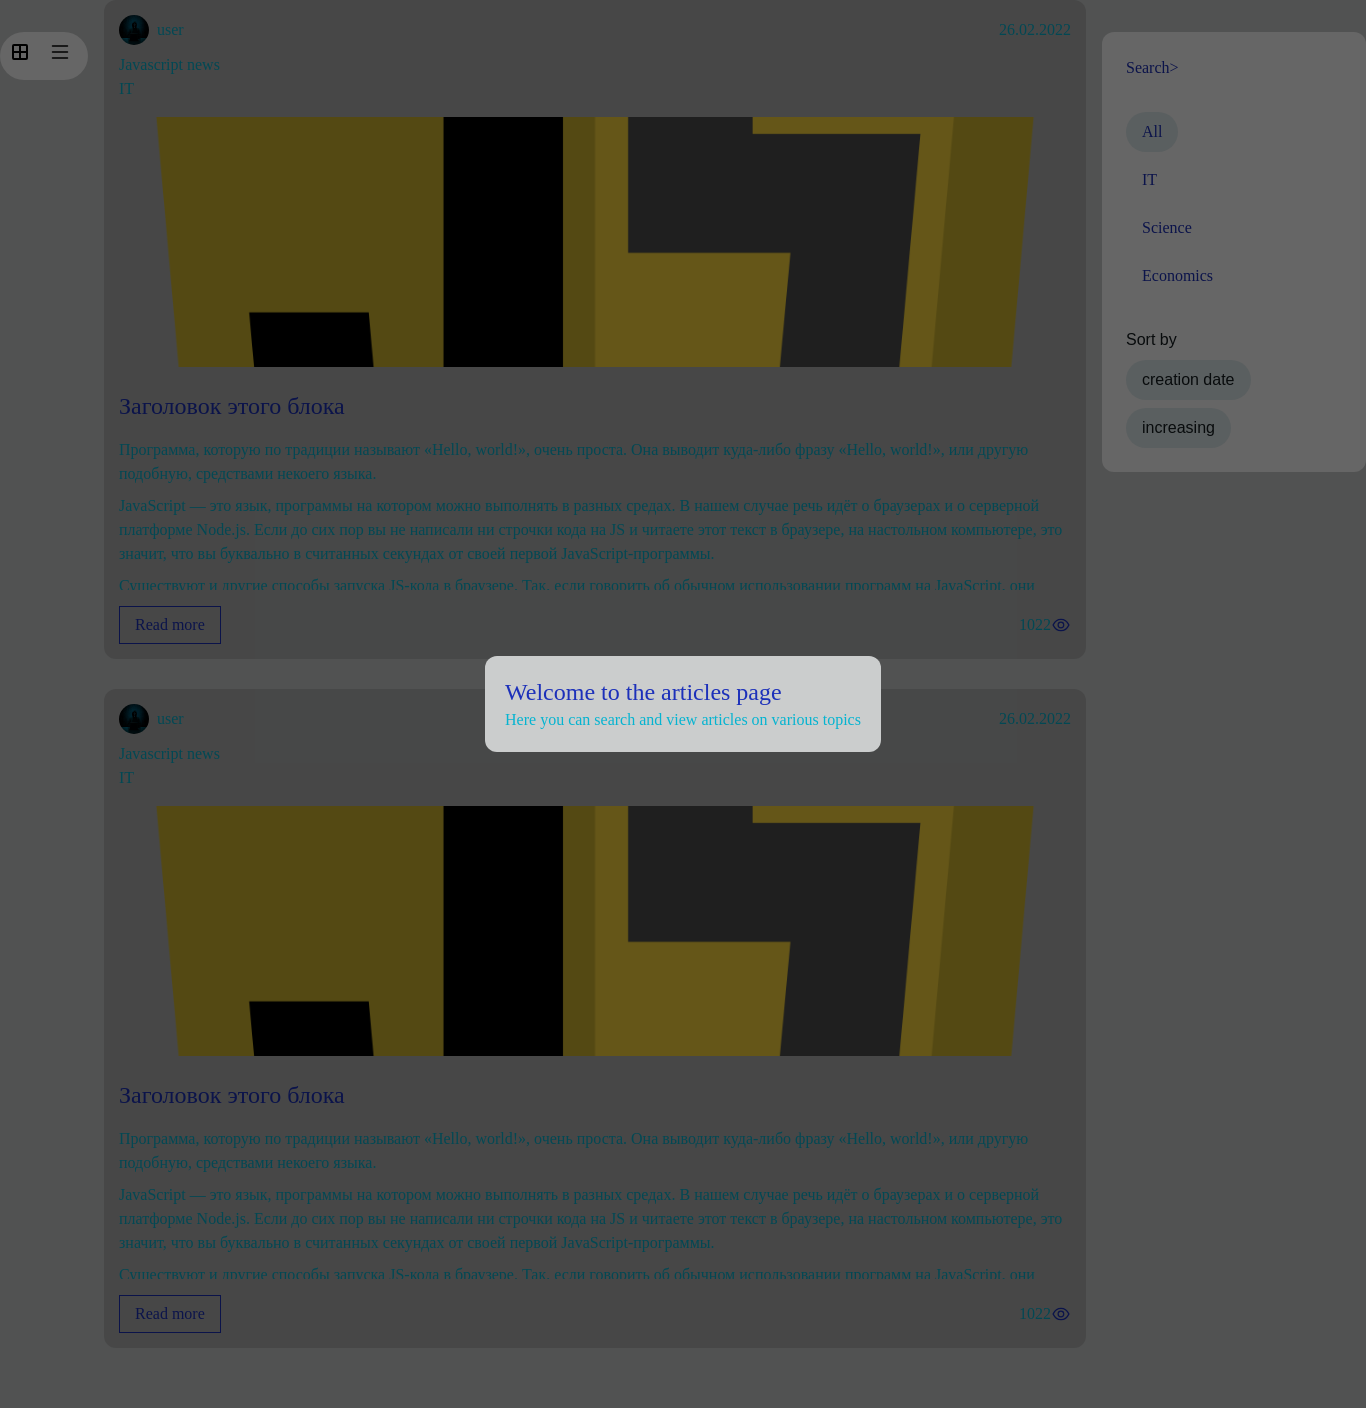 user
26.02.2022
Javascript news
IT
Заголовок этого блока
Программа, которую по традиции называют «Hello, world!», очень проста. Она выводит куда-либо фразу «Hello, world!», или другую
подобную, средствами некоего языка.
JavaScript — это язык, программы на котором можно выполнять в разных средах. В нашем случае речь идёт о браузерах и о серверной
платформе Node.js. Если до сих пор вы не написали ни строчки кода на JS и читаете этот текст в браузере, на настольном компьютере, это
значит, что вы буквально в считанных секундах от своей первой JavaScript-программы.
Существуют и другие способы запуска JS-кода в браузере. Так, если говорить об обычном использовании программ на JavaScript, они
Read more
1022
Search>
All
IT
Science
Economics
Sort by
creation date
increasing
Welcome to the articles page
Here you can search and view articles on various topics
user
26.02.2022
Javascript news
IT
Заголовок этого блока
Программа, которую по традиции называют «Hello, world!», очень проста. Она выводит куда-либо фразу «Hello, world!», или другую
подобную, средствами некоего языка.
JavaScript — это язык, программы на котором можно выполнять в разных средах. В нашем случае речь идёт о браузерах и о серверной
платформе Node.js. Если до сих пор вы не написали ни строчки кода на JS и читаете этот текст в браузере, на настольном компьютере, это
значит, что вы буквально в считанных секундах от своей первой JavaScript-программы.
Существуют и другие способы запуска JS-кода в браузере. Так, если говорить об обычном использовании программ на JavaScript, они
Read more
1022